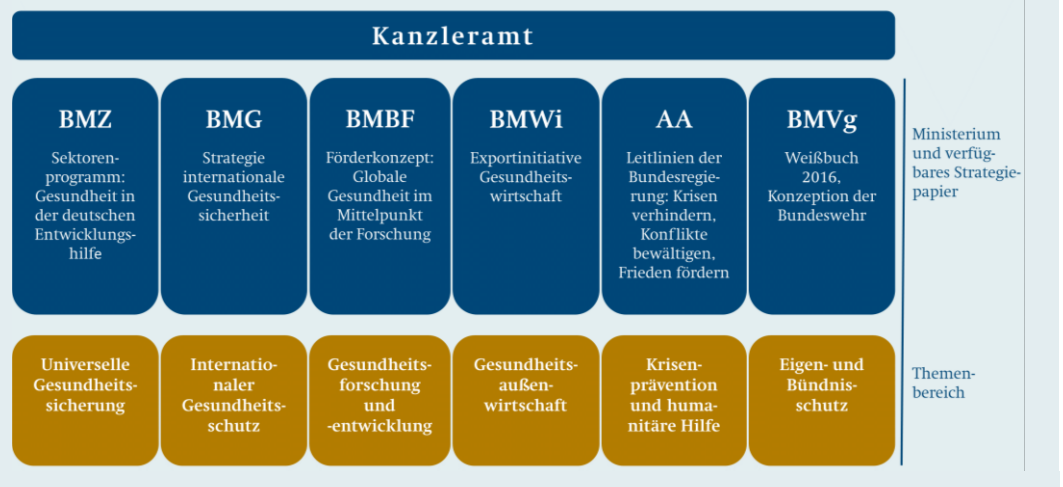 Kanzleramt
BMZ
Sektoren-
programm:
Gesundheit in
der deutschen
Entwicklungs-
hilfe
BMG
Strategie
internationale
Gesundheits-
sicherheit
BMBF
Förderkonzept:
Globale
Gesundheit im
Mittelpunkt
der Forschung
BMWi
Exportinitiative
Gesundheits-
wirtschaft
AA
Leitlinien der
Bundesregie-
rung: Krisen
verhindern,
Konflikte
bewältigen,
Frieden fördern
BMVg
Weißbuch
2016,
Konzeption der
Bundeswehr
Ministerium
und verfüg-
bares Strategie-
papier
Universelle
Gesundheits-
sicherung
Internatio-
naler
Gesundheits-
schutz
Gesundheits-
forschung
und
-entwicklung
Gesundheits-
außen-
wirtschaft
Krisen-
prävention
und huma-
nitäre Hilfe
Eigen- und
Bündnis-
schutz
Themen-
bereich